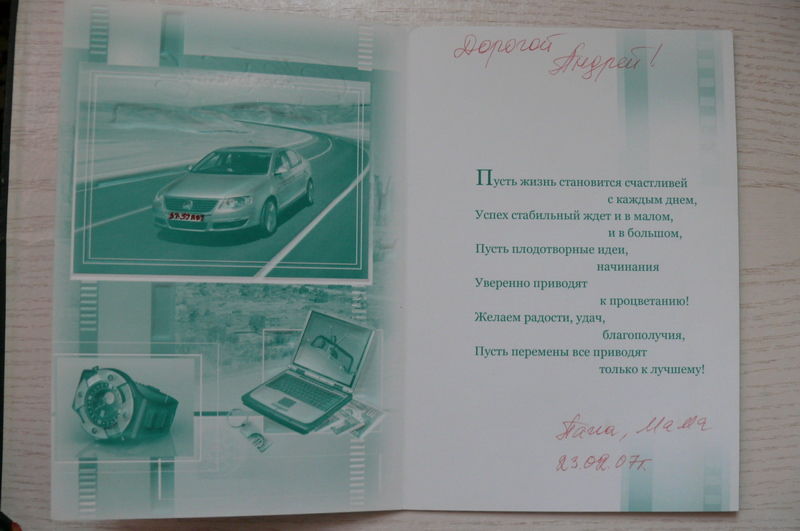 Дорогой
Андрей!
Пусть жизнь становится счастливей
с каждым днем,
Успех стабильный ждет и в малом,
и в большом,
Пусть плодотворные идеи,
начинания
Уверенно приводят
к процветанию!
Желаем радости, удач,
благополучия,
Пусть перемены все приводят
только к лучшему!
Папа, Мама
23.02.07г.